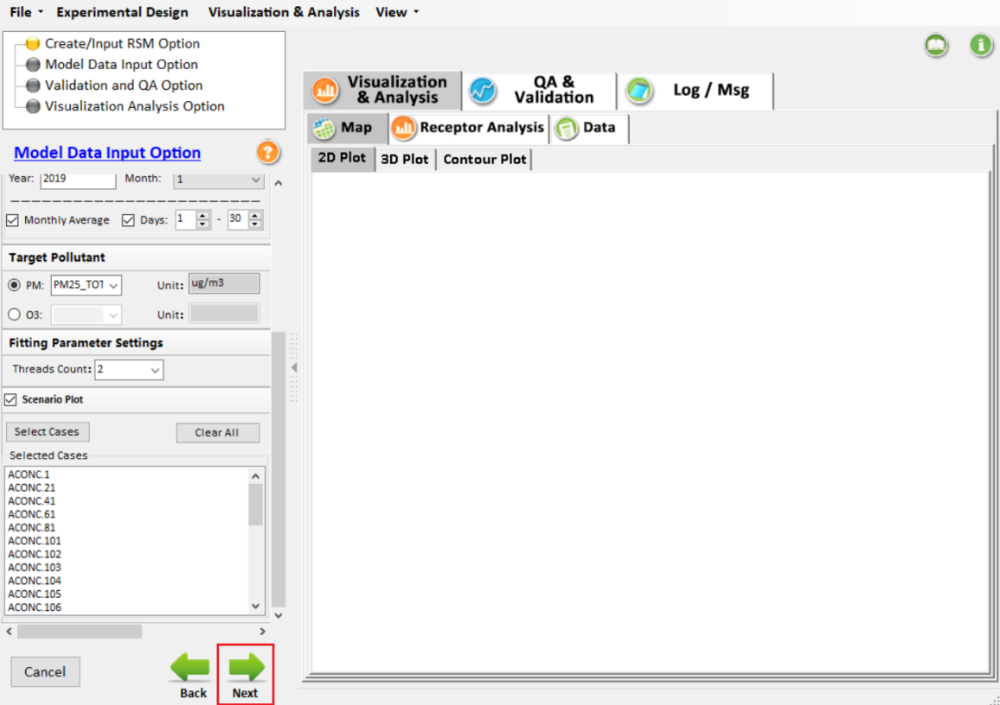 File Experimental Design Visualization & Analysis View
Create/Input RSM Option
Model Data Input Option
Validation and QA Option
Visualization Analysis Option
Model Data Input Option
?
Year: 2019 Month: 1
Monthly Average Days: 1 - 30
Target Pollutant
PM: PM25_TOT Unit: ug/m3
O3: Unit:
Fitting Parameter Settings
Threads Count: 2
Scenario Plot
Select Cases Clear All
Selected Cases
ACONC.1
ACONC.21
ACONC.41
ACONC.61
ACONC.81
ACONC.101
ACONC.102
ACONC.103
ACONC.104
ACONC.105
ACONC.106
Cancel Back Next
i
Visualization
& Analysis
QA &
Validation
Log / Msg
Map Receptor Analysis Data
2D Plot 3D Plot Contour Plot